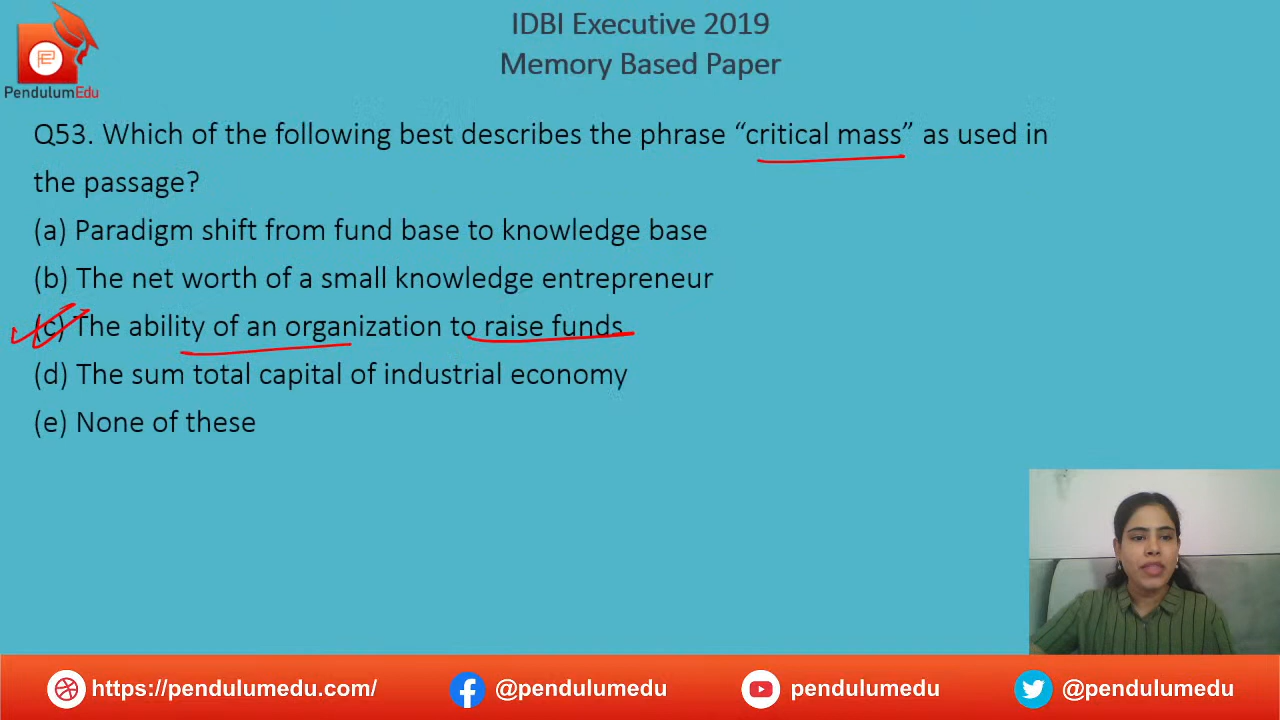 IDBI Executive 2019
Memory Based Paper
PE
PendulumEdu
Q53. Which of the following best describes the phrase “critical mass” as used in
the passage?
(a) Paradigm shift from fund base to knowledge base
(b) The net worth of a small knowledge entrepreneur
(c) The ability of an organization to raise funds
(d) The sum total capital of industrial economy
(e) None of these
https://pendulumedu.com/
@pendulumedu
pendulumedu
@pendulumedu